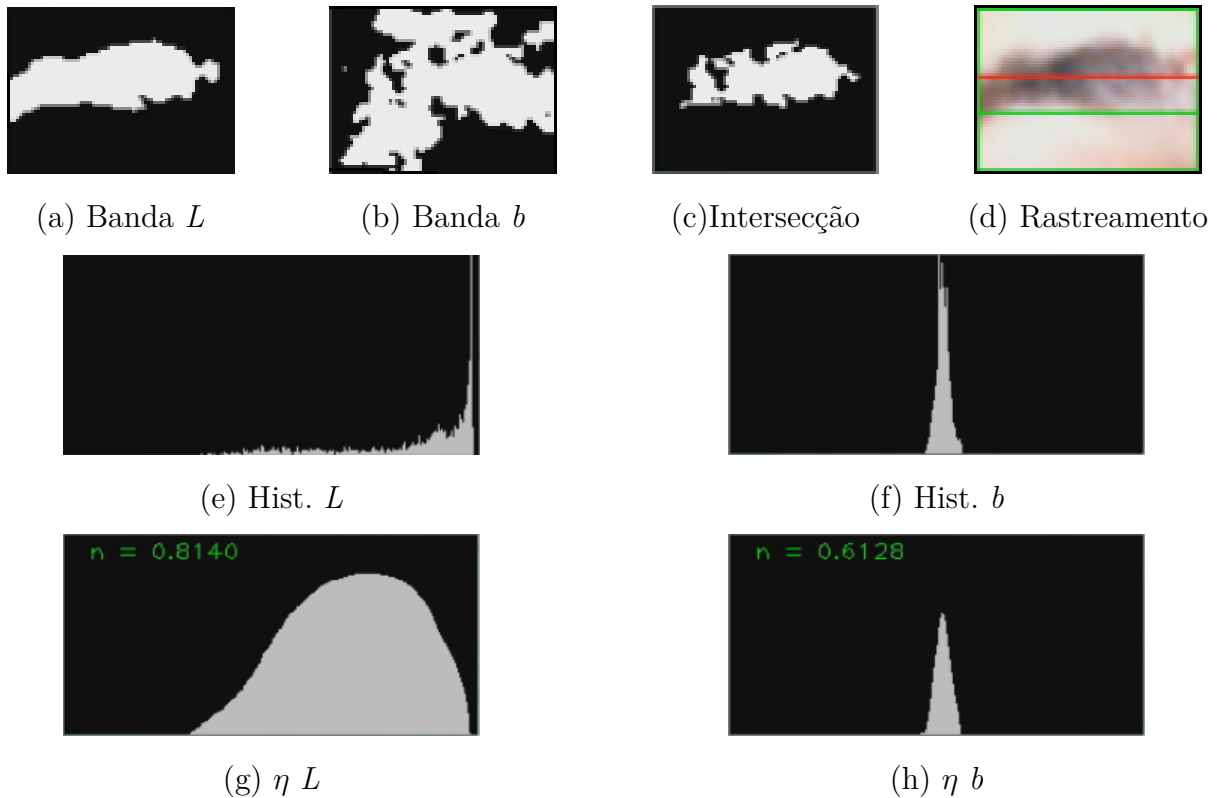 (a) Banda L
(b) Banda b
(c)Intersecção
(d) Rastreamento
(e) Hist. L
(f) Hist. b
n = 0.8140
n = 0.6128
(g) η L
(h) η b